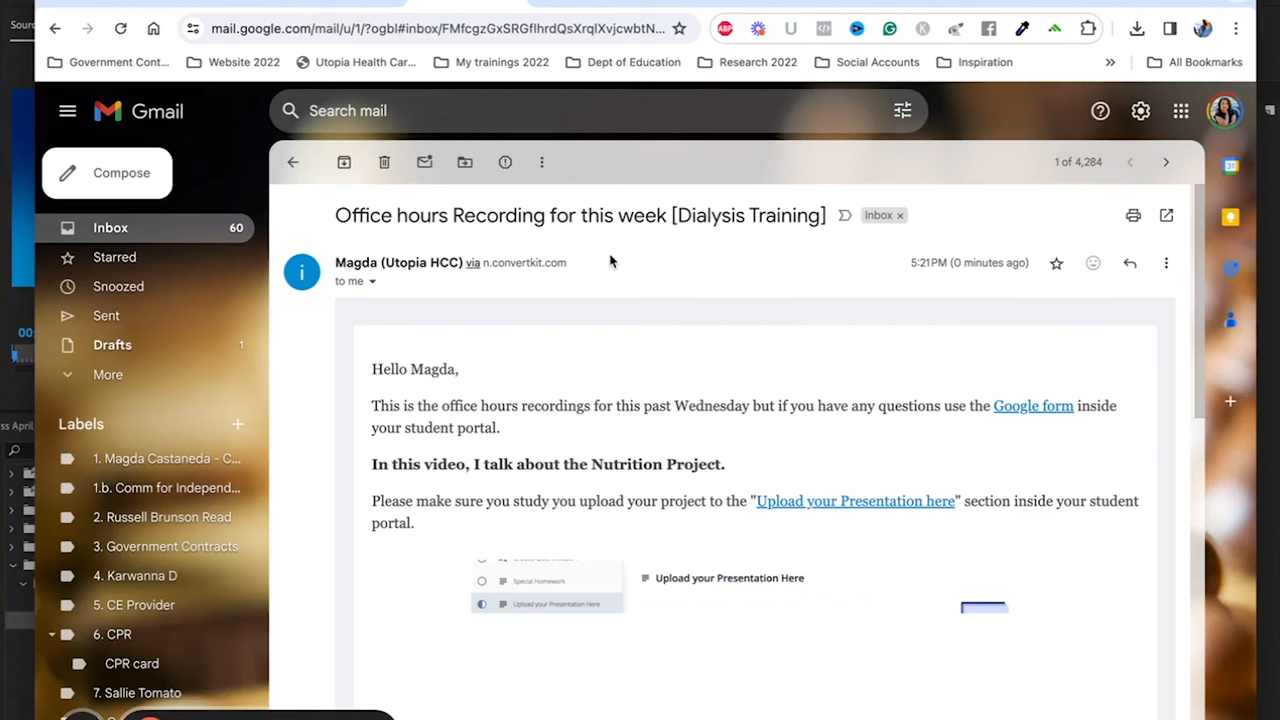 Sourc
mail.google.com/mail/u/1/?ogbl#inbox/FMfcgzGxSRGflhrdQsXrqlXvjcwbtN...
ABP
Government Cont...
Website 2022
Utopia Health Car...
My trainings 2022
Dept of Education
Research 2022
Social Accounts
Inspiration
»
All Bookmarks
Gmail
Search mail
Compose
1 of 4,284
Inbox 60
Starred
Snoozed
Sent
Drafts 1
More
Labels
1. Magda Castaneda - C...
1.b. Comm for Independ...
2. Russell Brunson Read
3. Government Contracts
4. Karwanna D
5. CE Provider
6. CPR
CPR card
7. Sallie Tomato
Office hours Recording for this week [Dialysis Training]
Inbox x
Magda (Utopia HCC) via n.convertkit.com
5:21 PM (0 minutes ago)
to me
Hello Magda,
This is the office hours recordings for this past Wednesday but if you have any questions use the Google form inside
your student portal.
In this video, I talk about the Nutrition Project.
Please make sure you study you upload your project to the "Upload your Presentation here" section inside your student
portal.
Special Homework
Upload your Presentation Here
Upload your Presentation Here
00:
ss April